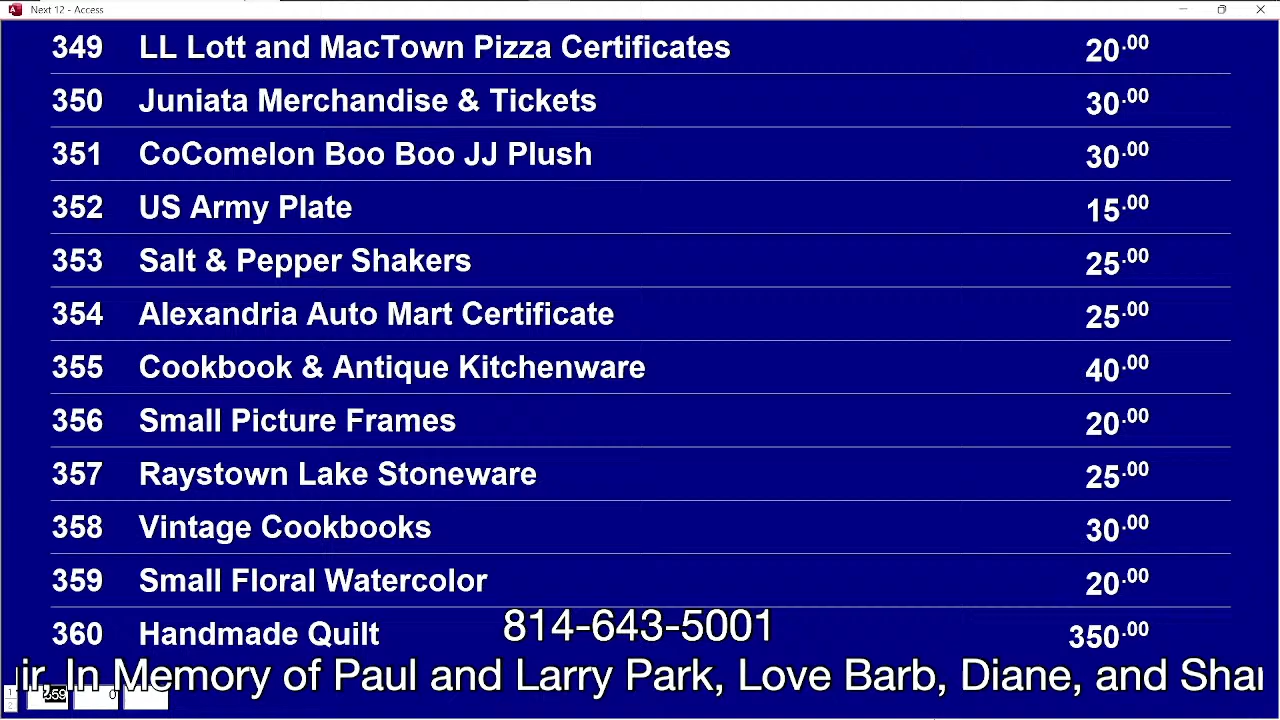 Next 12 - Access
349 LL Lott and MacTown Pizza Certificates 20.00
350 Juniata Merchandise & Tickets 30.00
351 CoComelon Boo Boo JJ Plush 30.00
352 US Army Plate 15.00
353 Salt & Pepper Shakers 25.00
354 Alexandria Auto Mart Certificate 25.00
355 Cookbook & Antique Kitchenware 40.00
356 Small Picture Frames 20.00
357 Raystown Lake Stoneware 25.00
358 Vintage Cookbooks 30.00
359 Small Floral Watercolor 20.00
360 Handmade Quilt 350.00
814-643-5001
ir, In Memory of Paul and Larry Park, Love Barb, Diane, and Shar